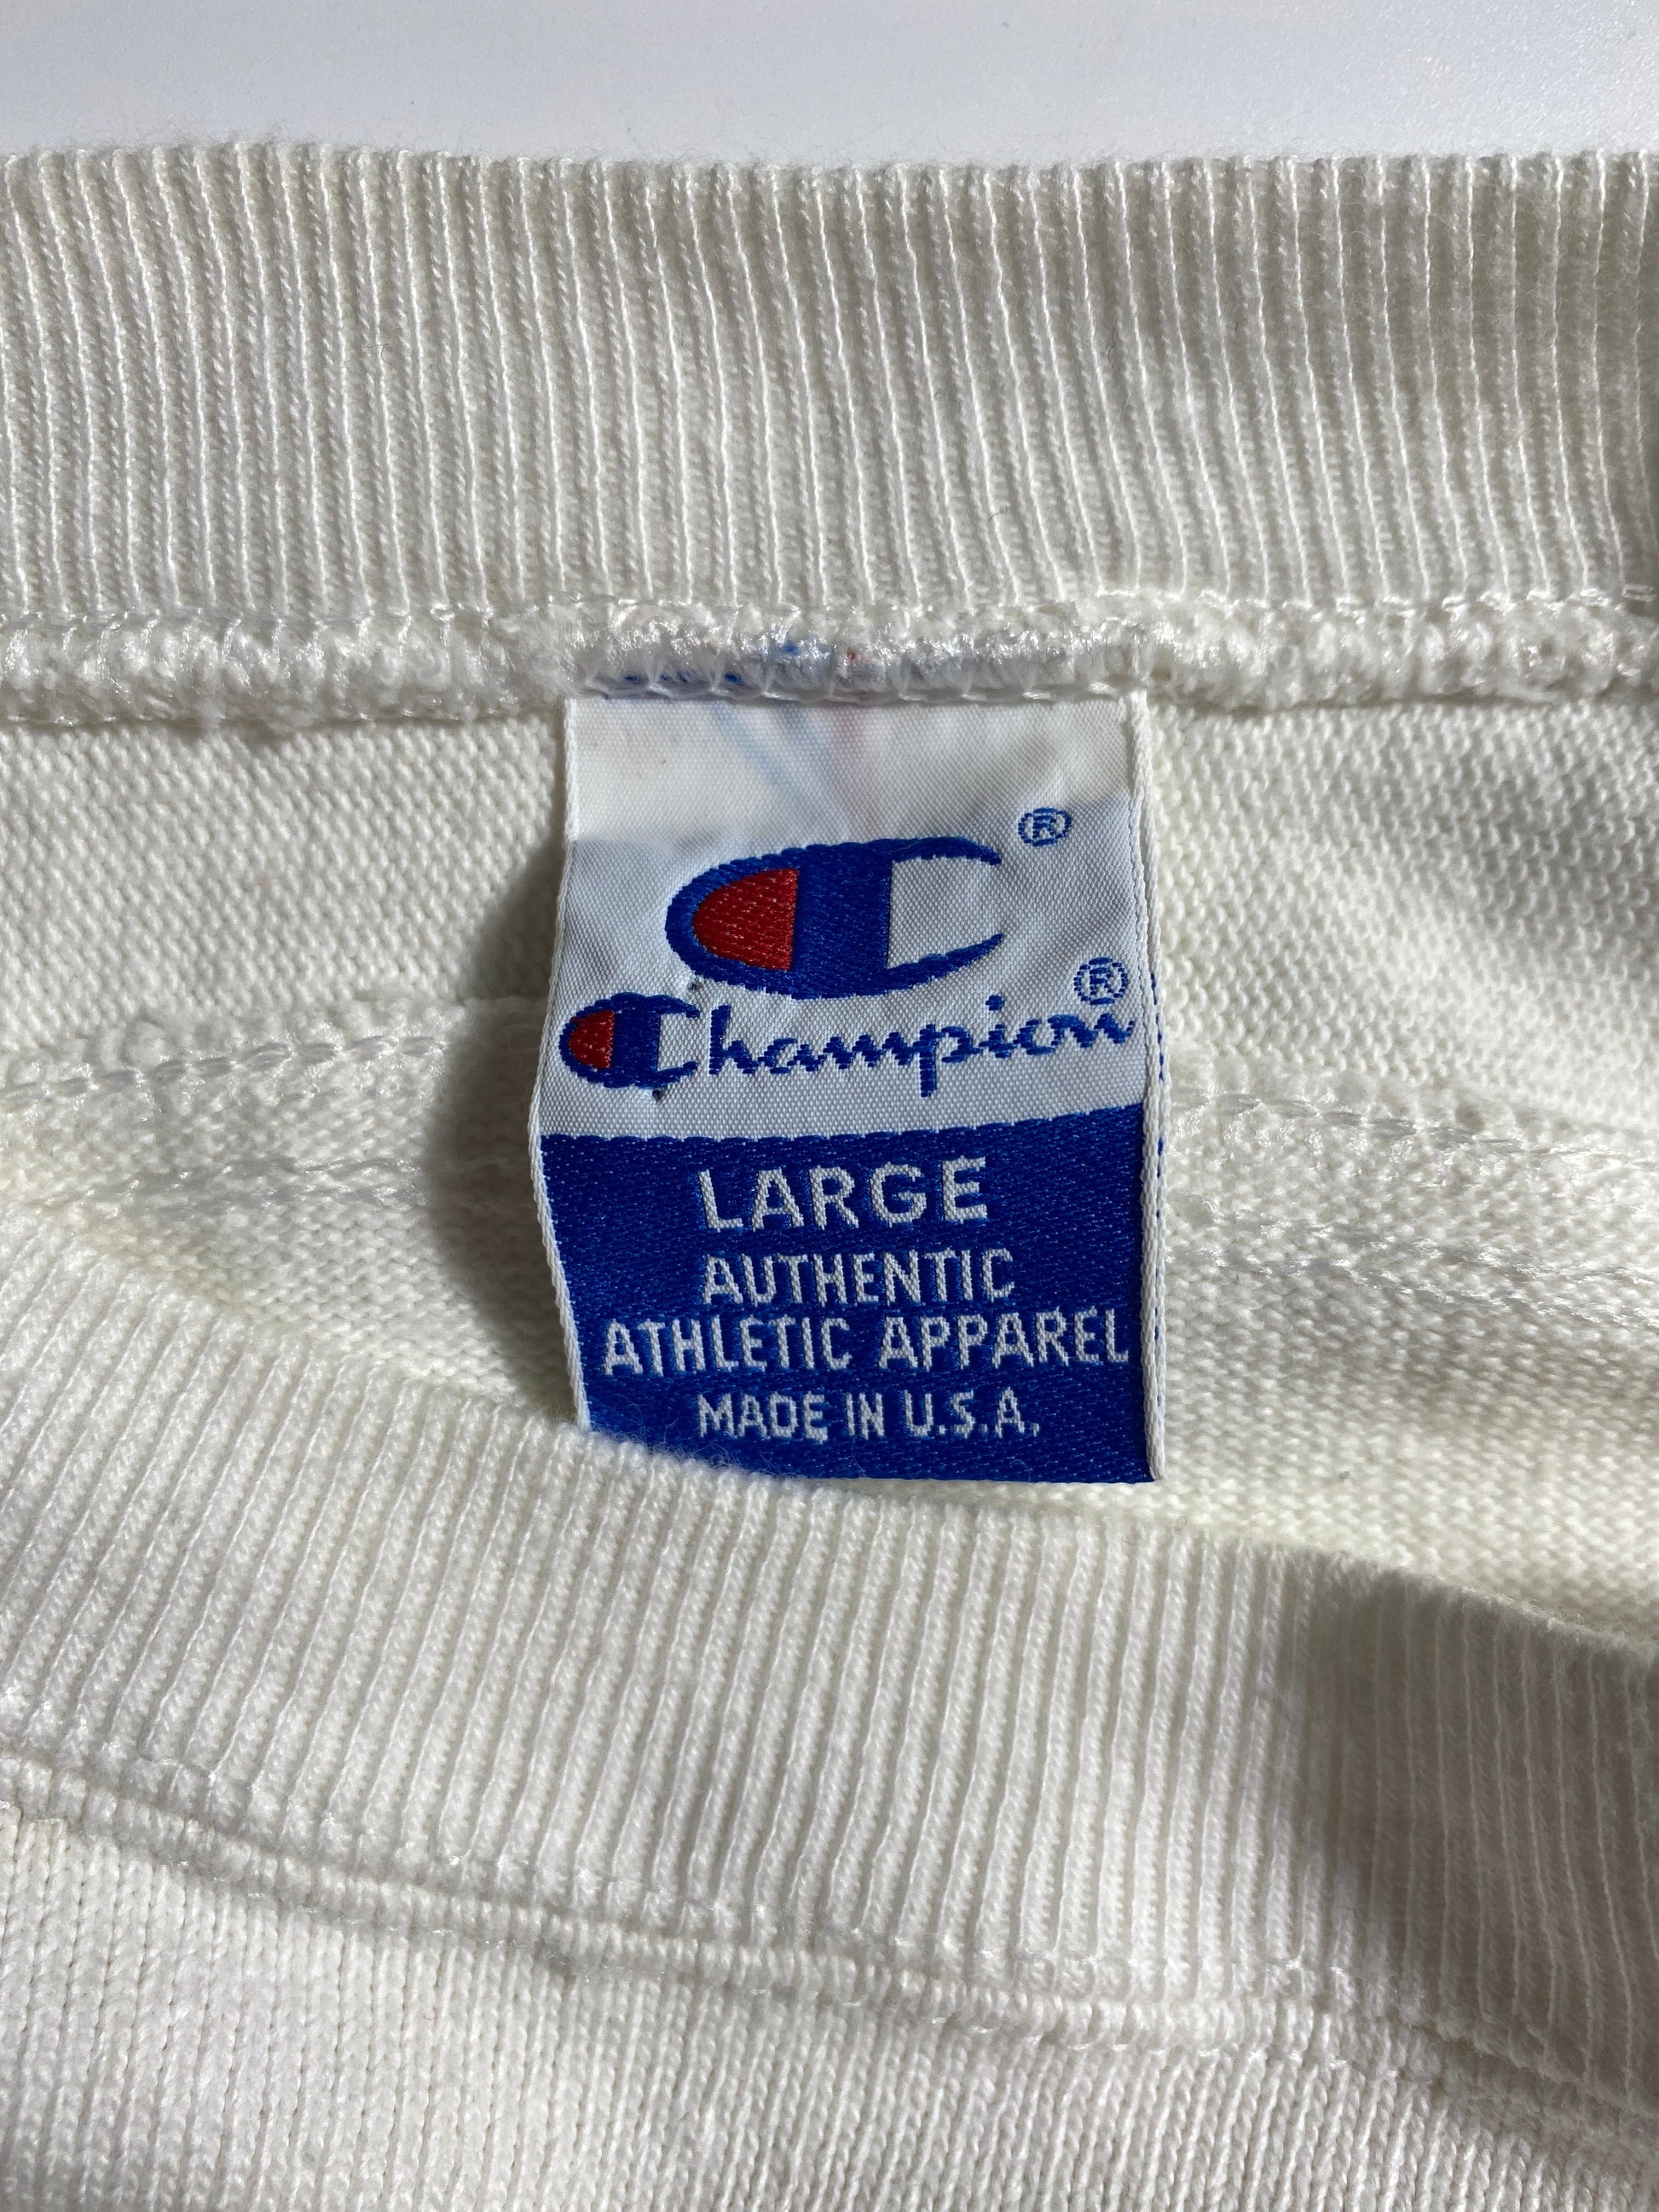 ®
Champion®
LARGE
AUTHENTIC
ATHLETIC APPAREL
MADE IN U.S.A.